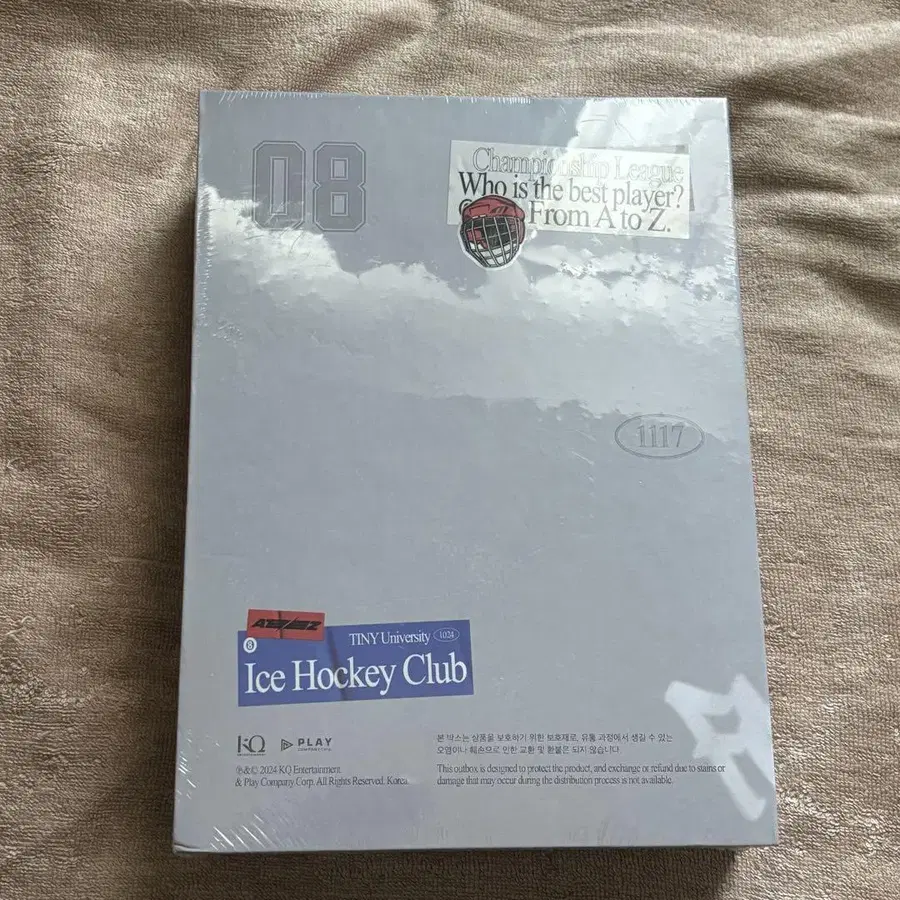 08
Championship League
Who is the best player?
From A to Z.
1117
ATEEZ
8
TINY University 1024
Ice Hockey Club
KQ
PLAY
본 박스는 상품을 보호하기 위한 보호재로, 유통 과정에서 생길 수 있는
오염이나 훼손으로 인한 교환 및 환불은 되지 않습니다.
℗&© 2024 KQ Entertainment
& Play Company Corp. All Rights Reserved. Korea
This outbox is designed to protect the product, and exchange or refund due to stains or
damage that may occur during the distribution process is not available.